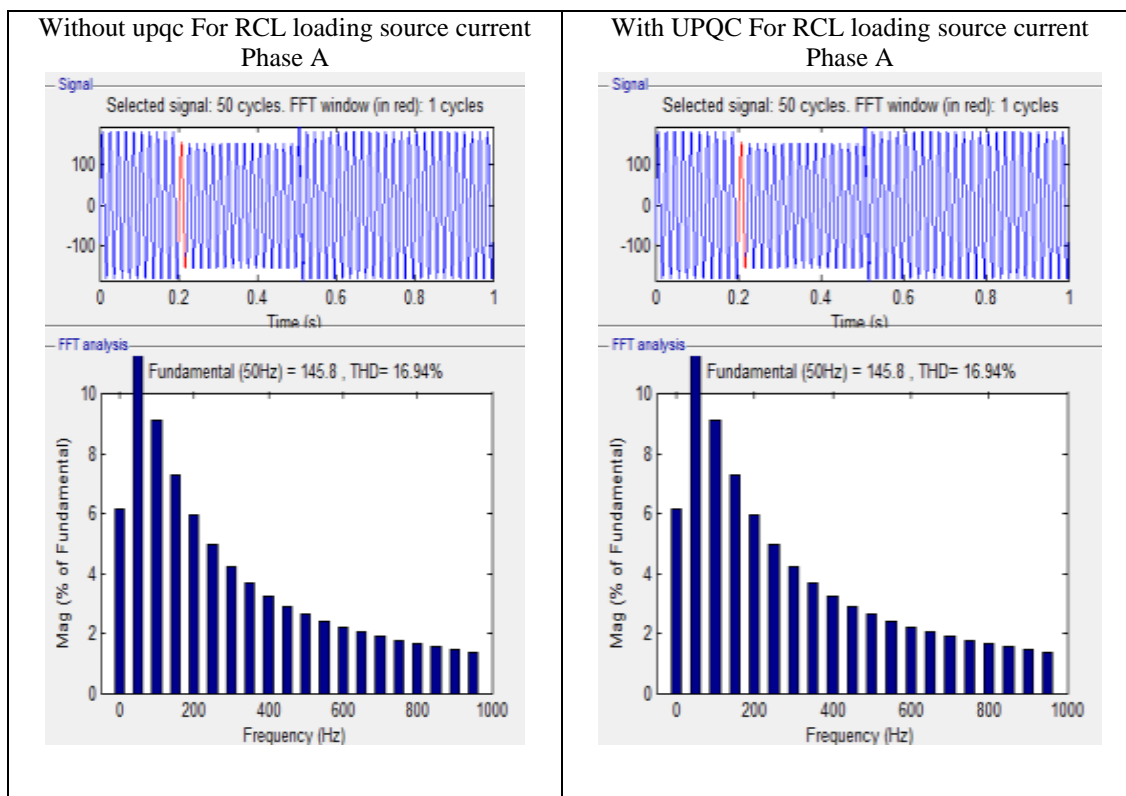 Without upqc For RCL loading source current
Phase A
Signal
Selected signal: 50 cycles. FFT window (in red): 1 cycles
100
0
-100
0 0.2 0.4 0.6 0.8 1
Time (s)
FFT analysis
Fundamental (50Hz) = 145.8 , THD= 16.94%
Mag (% of Fundamental)
10
8
6
4
2
0
0 200 400 600 800 1000
Frequency (Hz)
With UPQC For RCL loading source current
Phase A
Signal
Selected signal: 50 cycles. FFT window (in red): 1 cycles
100
0
-100
0 0.2 0.4 0.6 0.8 1
Time (s)
FFT analysis
Fundamental (50Hz) = 145.8 , THD= 16.94%
Mag (% of Fundamental)
10
8
6
4
2
0
0 200 400 600 800 1000
Frequency (Hz)